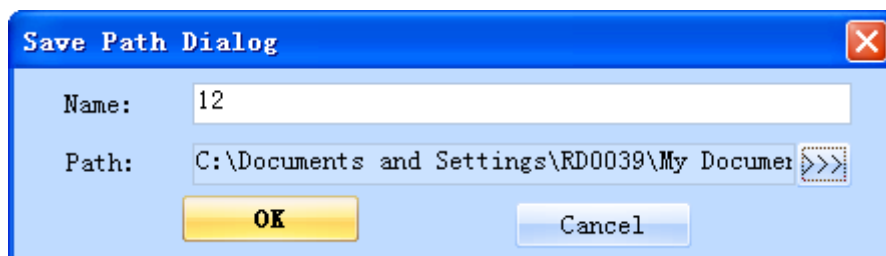 Save Path Dialog
Name: 12
Path: C:\Documents and Settings\RD0039\My Documen >>>
OK Cancel